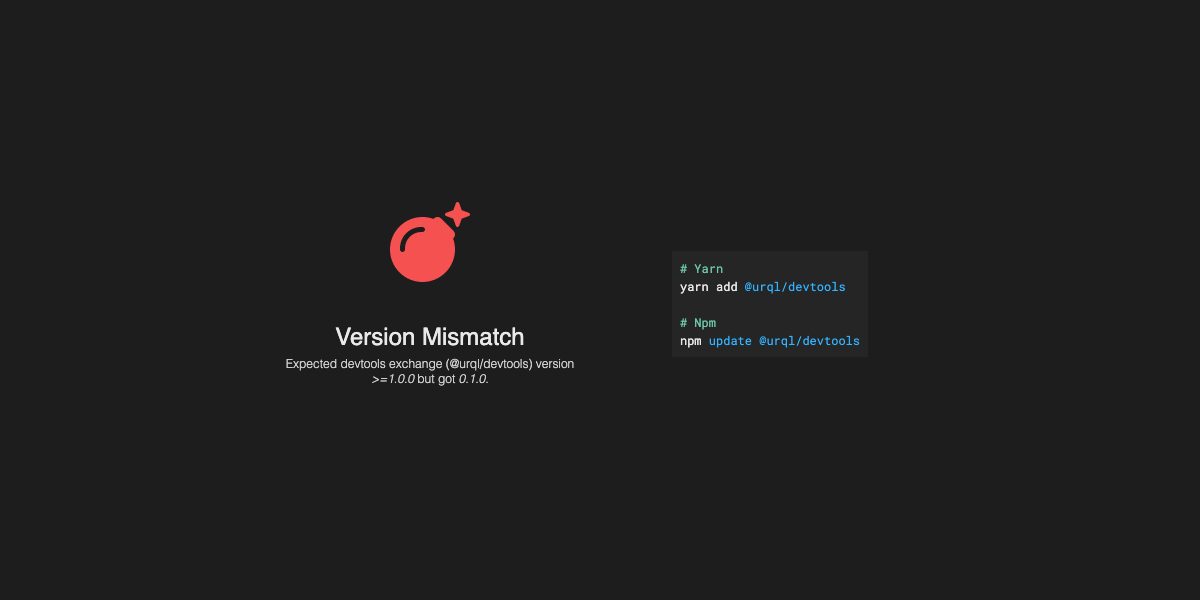 Version Mismatch
Expected devtools exchange (@urql/devtools) version
>=1.0.0 but got 0.1.0.
# Yarn
yarn add @urql/devtools
# Npm
npm update @urql/devtools